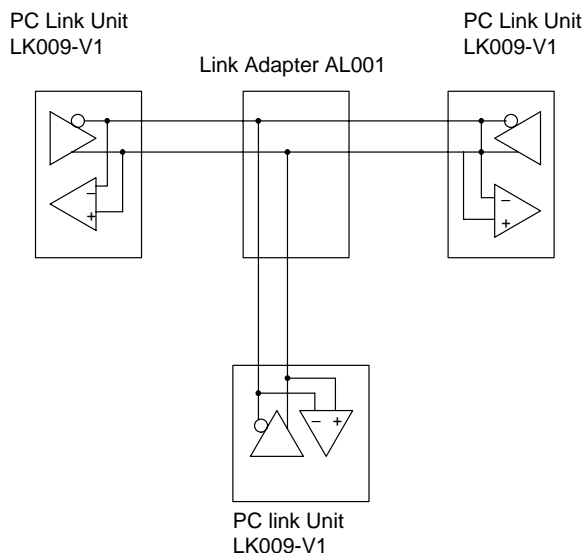 PC Link Unit
LK009-V1
PC Link Unit
LK009-V1
Link Adapter AL001
−
+
−
+
− +
PC link Unit
LK009-V1